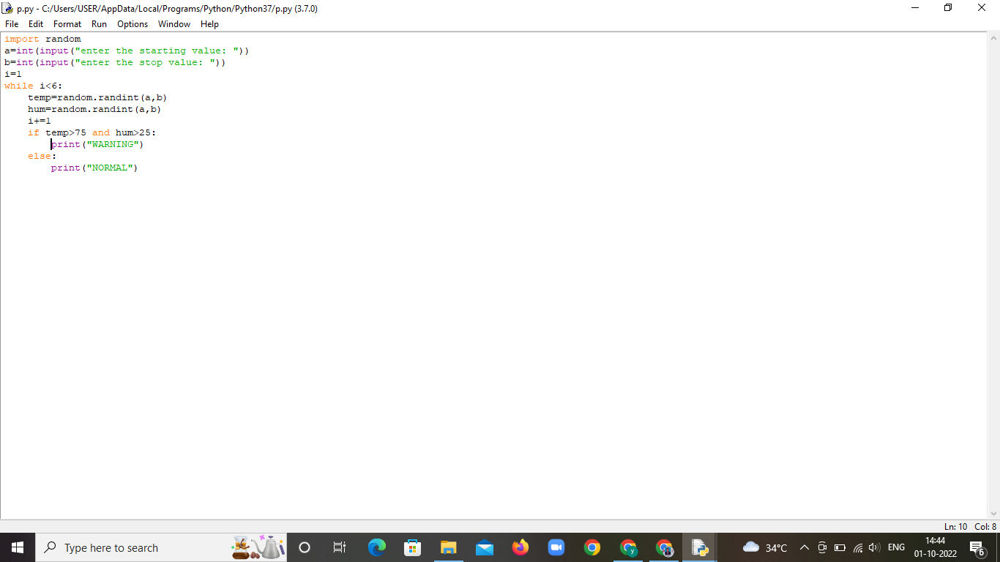 p.py - C:/Users/USER/AppData/Local/Programs/Python/Python37/p.py (3.7.0)
File Edit Format Run Options Window Help
import random
a=int(input("enter the starting value: "))
b=int(input("enter the stop value: "))
i=1
while i<6:
    temp=random.randint(a,b)
    hum=random.randint(a,b)
    i+=1
    if temp>75 and hum>25:
        print("WARNING")
    else:
        print("NORMAL")
Ln: 10 Col: 8
Type here to search
y
34°C
ENG
14:44
01-10-2022
6